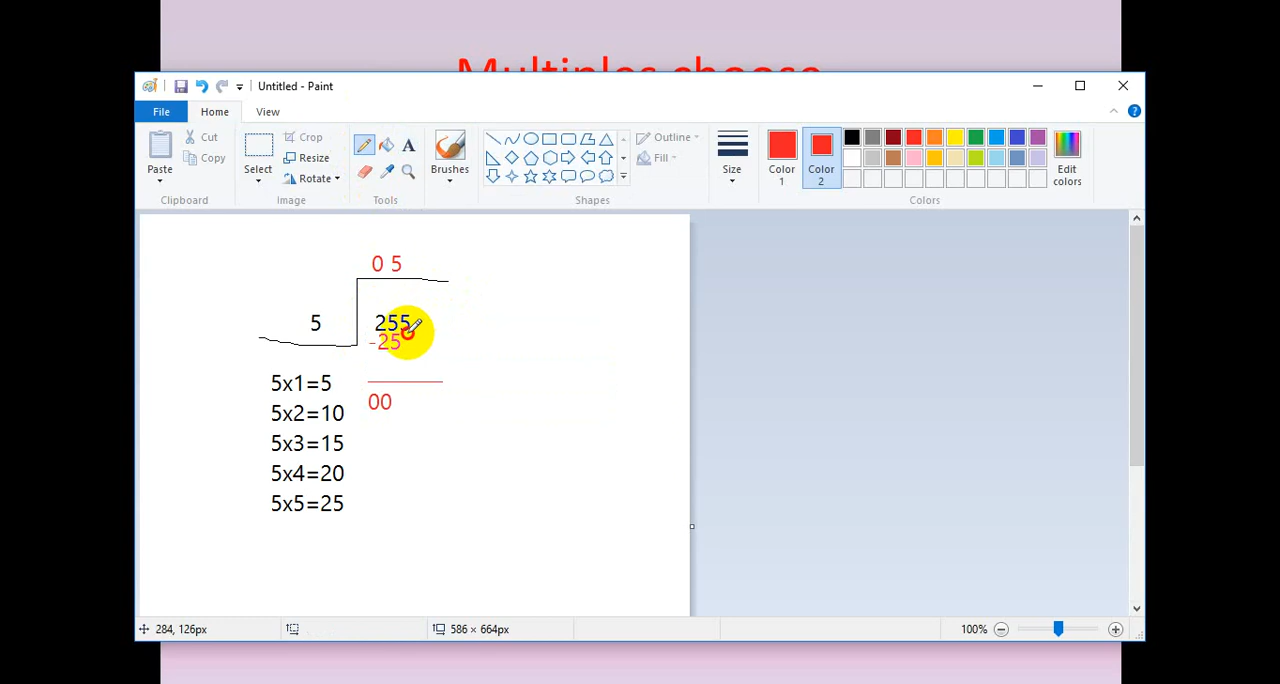 Multiples choose
Untitled - Paint
File Home View
Paste
Cut
Copy
Clipboard
Select
Crop
Resize
Rotate
Image
A
Tools
Brushes
Shapes
Outline
Fill
Size
Color 1
Color 2
Edit colors
Colors
0 5
5 255
-25
00
5x1=5
5x2=10
5x3=15
5x4=20
5x5=25
284, 126px
586 × 664px
100%